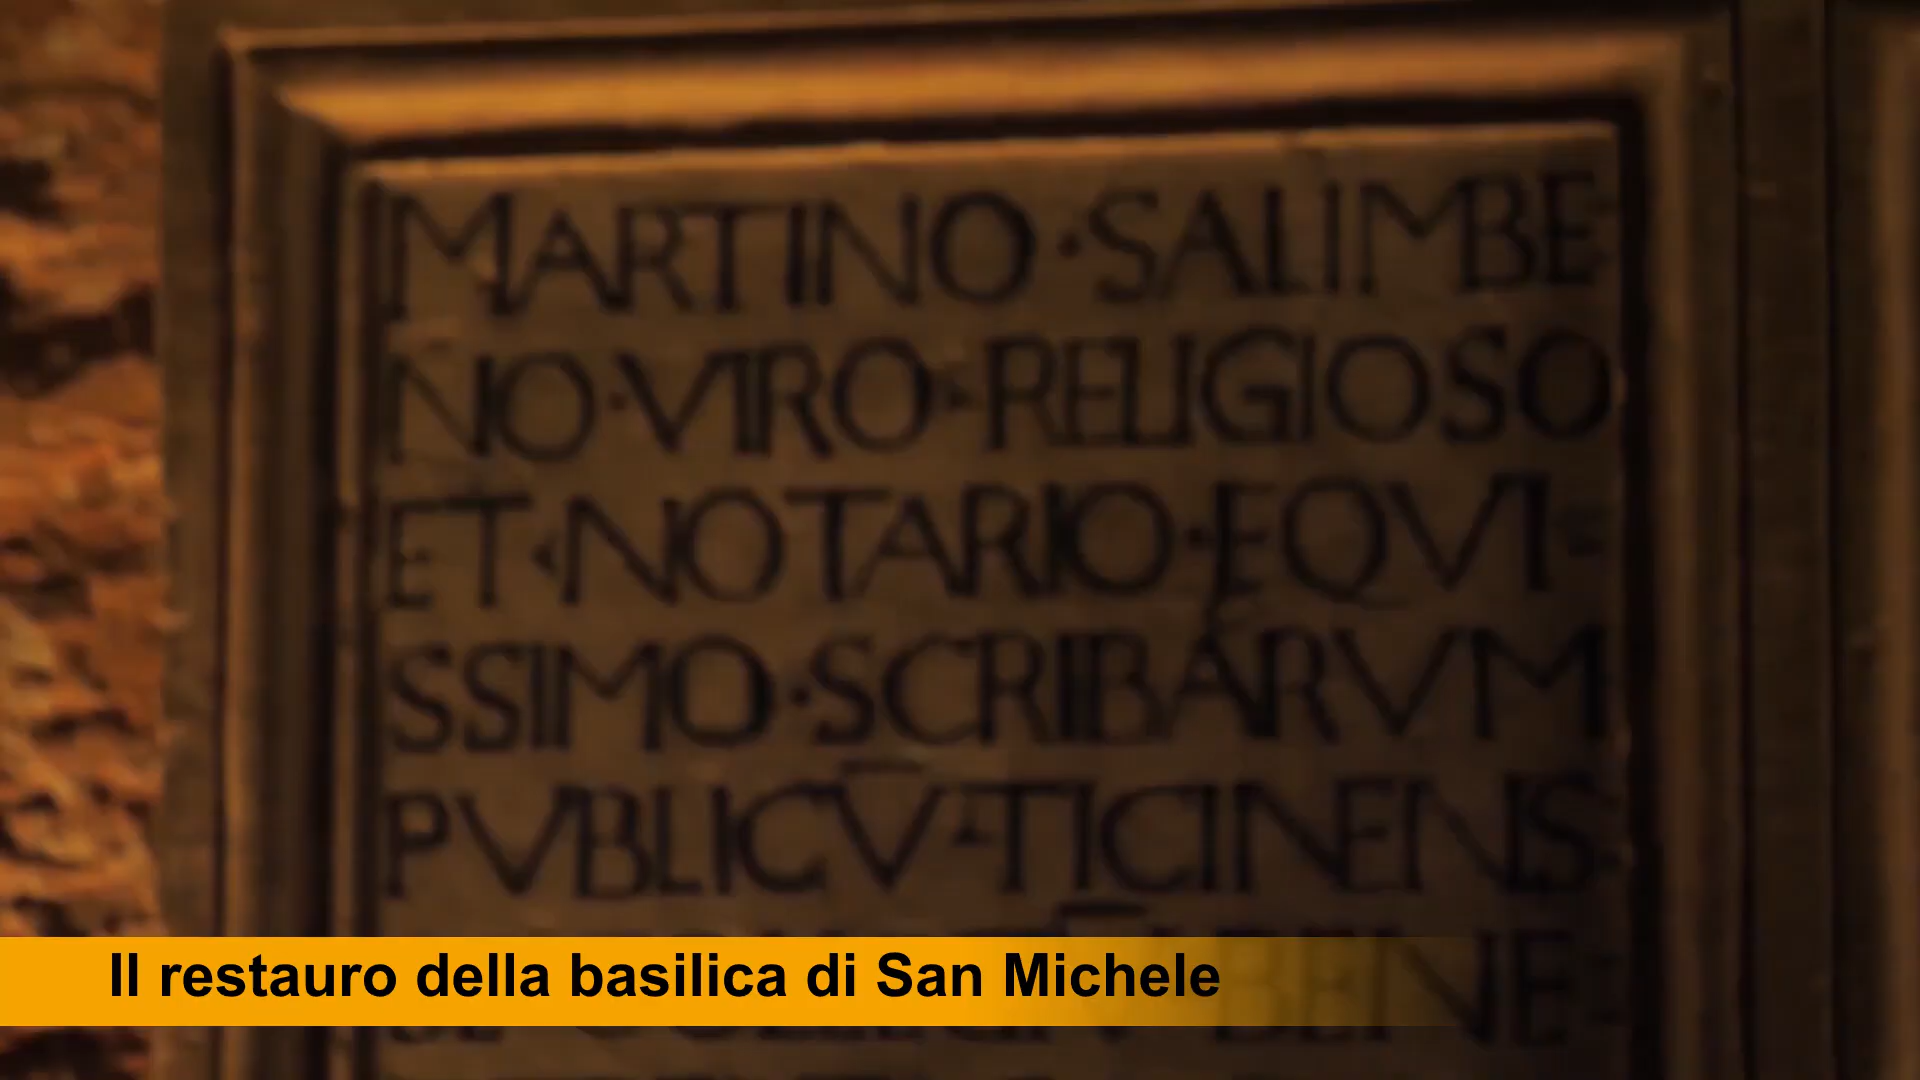 MARTINO · SALIMBE
NO · VIRO · RELIGIOSO
ET · NOTARIO · EQVI
SSIMO · SCRIBARVM
PVBLICV̅ · TICINENS
BENE
Il restauro della basilica di San Michele